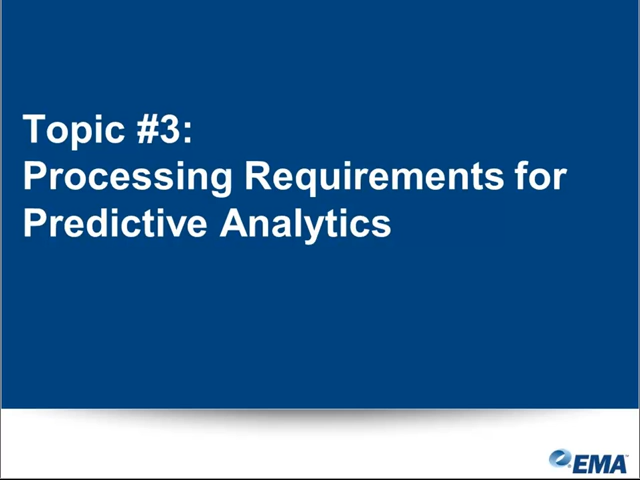 Topic #3:
Processing Requirements for
Predictive Analytics
EMA